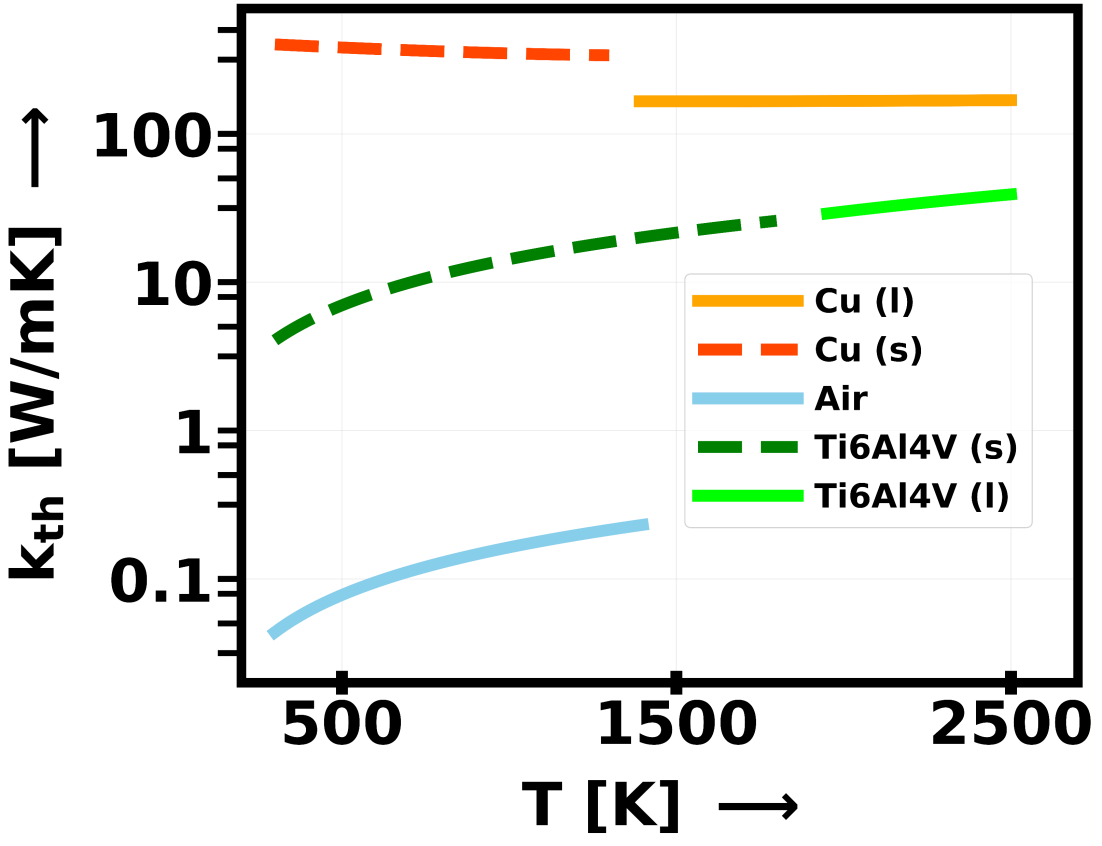 k_th [W/mK] ⟶
100
10
1
0.1
Cu (l)
Cu (s)
Air
Ti6Al4V (s)
Ti6Al4V (l)
500 1500 2500
T [K] ⟶